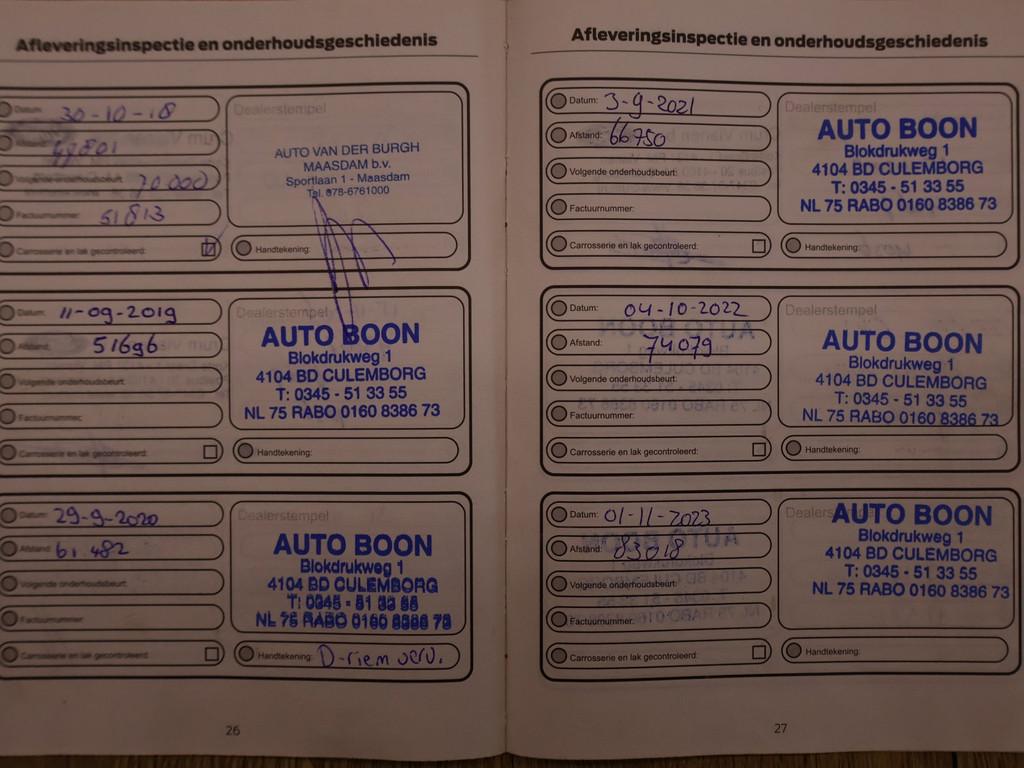 Afleveringsinspectie en onderhoudsgeschiedenis
Datum: 30-10-18
Afstand: 47801
Volgende onderhoudsbeurt: 70000
Factuurnummer: 51813
Carrosserie en lak gecontroleerd:
Dealerstempel
AUTO VAN DER BURGH
MAASDAM b.v.
Sportlaan 1 - Maasdam
Tel. 078-6761000
Handtekening:
Datum: 11-09-2019
Afstand: 51696
Volgende onderhoudsbeurt:
Factuurnummer:
Carrosserie en lak gecontroleerd:
Dealerstempel
AUTO BOON
Blokdrukweg 1
4104 BD CULEMBORG
T: 0345 - 51 33 55
NL 75 RABO 0160 8386 73
Handtekening:
Datum: 29-9-2020
Afstand: 61.482
Volgende onderhoudsbeurt:
Factuurnummer:
Carrosserie en lak gecontroleerd:
Dealerstempel
AUTO BOON
Blokdrukweg 1
4104 BD CULEMBORG
T: 0345 - 51 33 55
NL 75 RABO 0160 8386 73
Handtekening: D-riem verv.
26
Afleveringsinspectie en onderhoudsgeschiedenis
Datum: 3-9-2021
Afstand: 66750
Volgende onderhoudsbeurt:
Factuurnummer:
Carrosserie en lak gecontroleerd:
Dealerstempel
AUTO BOON
Blokdrukweg 1
4104 BD CULEMBORG
T: 0345 - 51 33 55
NL 75 RABO 0160 8386 73
Handtekening:
Datum: 04-10-2022
Afstand: 74079
Volgende onderhoudsbeurt:
Factuurnummer:
Carrosserie en lak gecontroleerd:
Dealerstempel
AUTO BOON
Blokdrukweg 1
4104 BD CULEMBORG
T: 0345 - 51 33 55
NL 75 RABO 0160 8386 73
Handtekening:
Datum: 01-11-2023
Afstand: 83018
Volgende onderhoudsbeurt:
Factuurnummer:
Carrosserie en lak gecontroleerd:
Dealerstempel
AUTO BOON
Blokdrukweg 1
4104 BD CULEMBORG
T: 0345 - 51 33 55
NL 75 RABO 0160 8386 73
Handtekening:
27